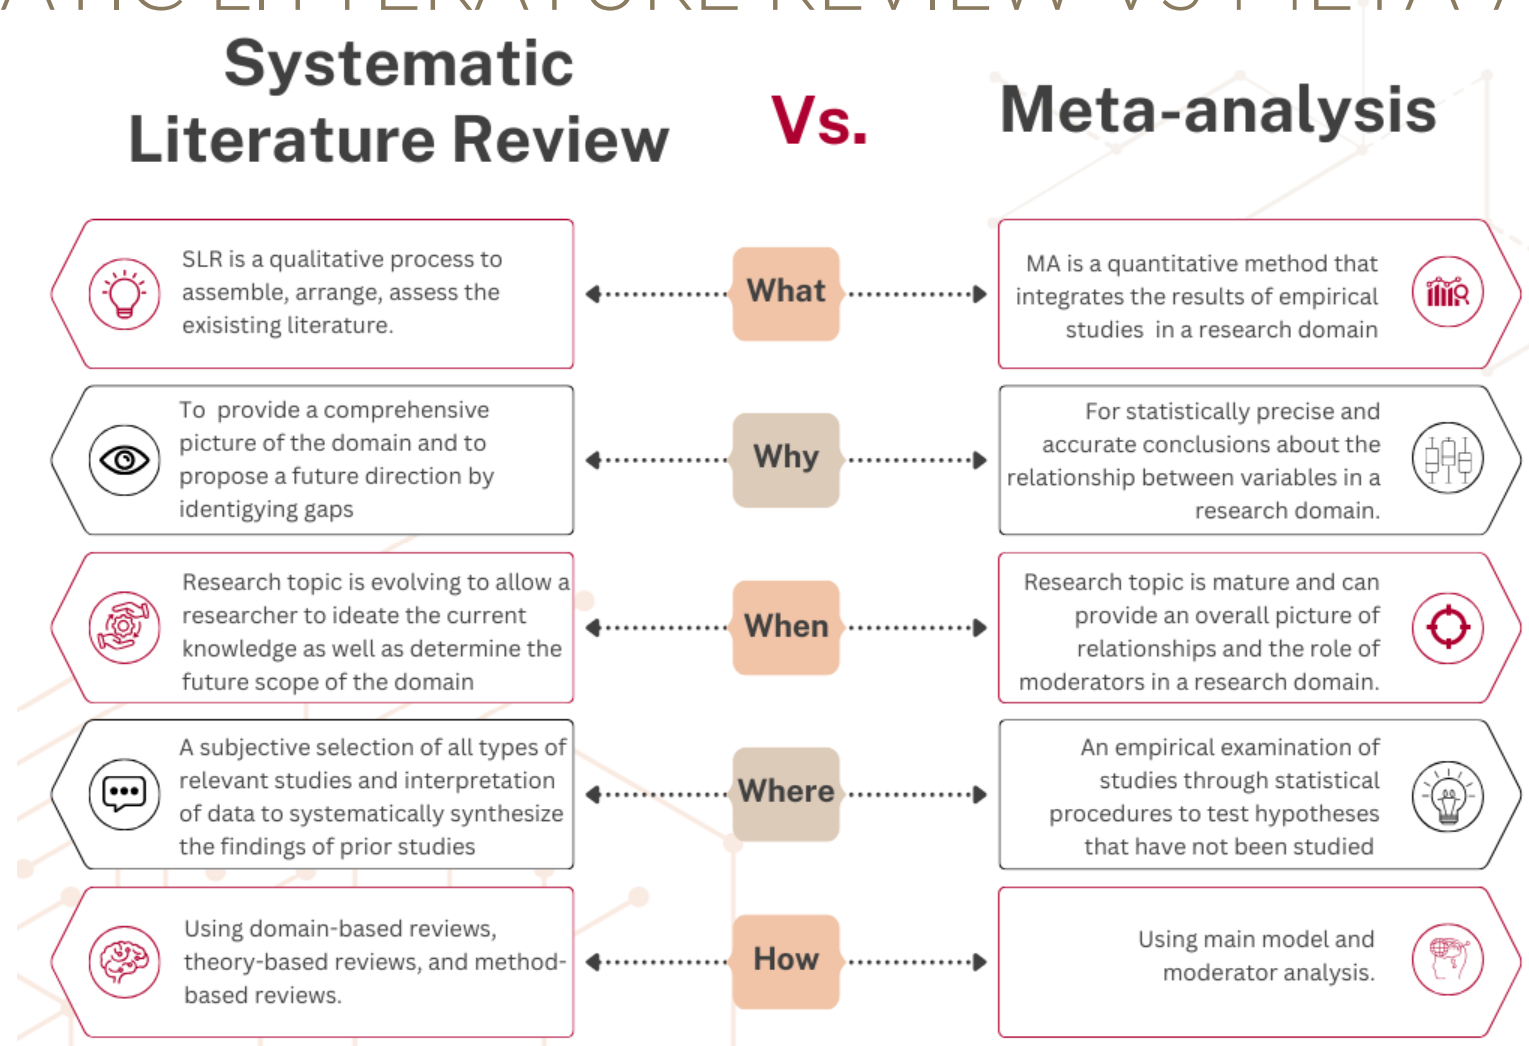 ATIC LITTERATURE REVIEW VS META-A
Systematic
Literature Review
Vs.
Meta-analysis
SLR is a qualitative process to
assemble, arrange, assess the
exisisting literature.
What
MA is a quantitative method that
integrates the results of empirical
studies in a research domain
To provide a comprehensive
picture of the domain and to
propose a future direction by
identigying gaps
Why
For statistically precise and
accurate conclusions about the
relationship between variables in a
research domain.
Research topic is evolving to allow a
researcher to ideate the current
knowledge as well as determine the
future scope of the domain
When
Research topic is mature and can
provide an overall picture of
relationships and the role of
moderators in a research domain.
A subjective selection of all types of
relevant studies and interpretation
of data to systematically synthesize
the findings of prior studies
Where
An empirical examination of
studies through statistical
procedures to test hypotheses
that have not been studied
Using domain-based reviews,
theory-based reviews, and method-
based reviews.
How
Using main model and
moderator analysis.